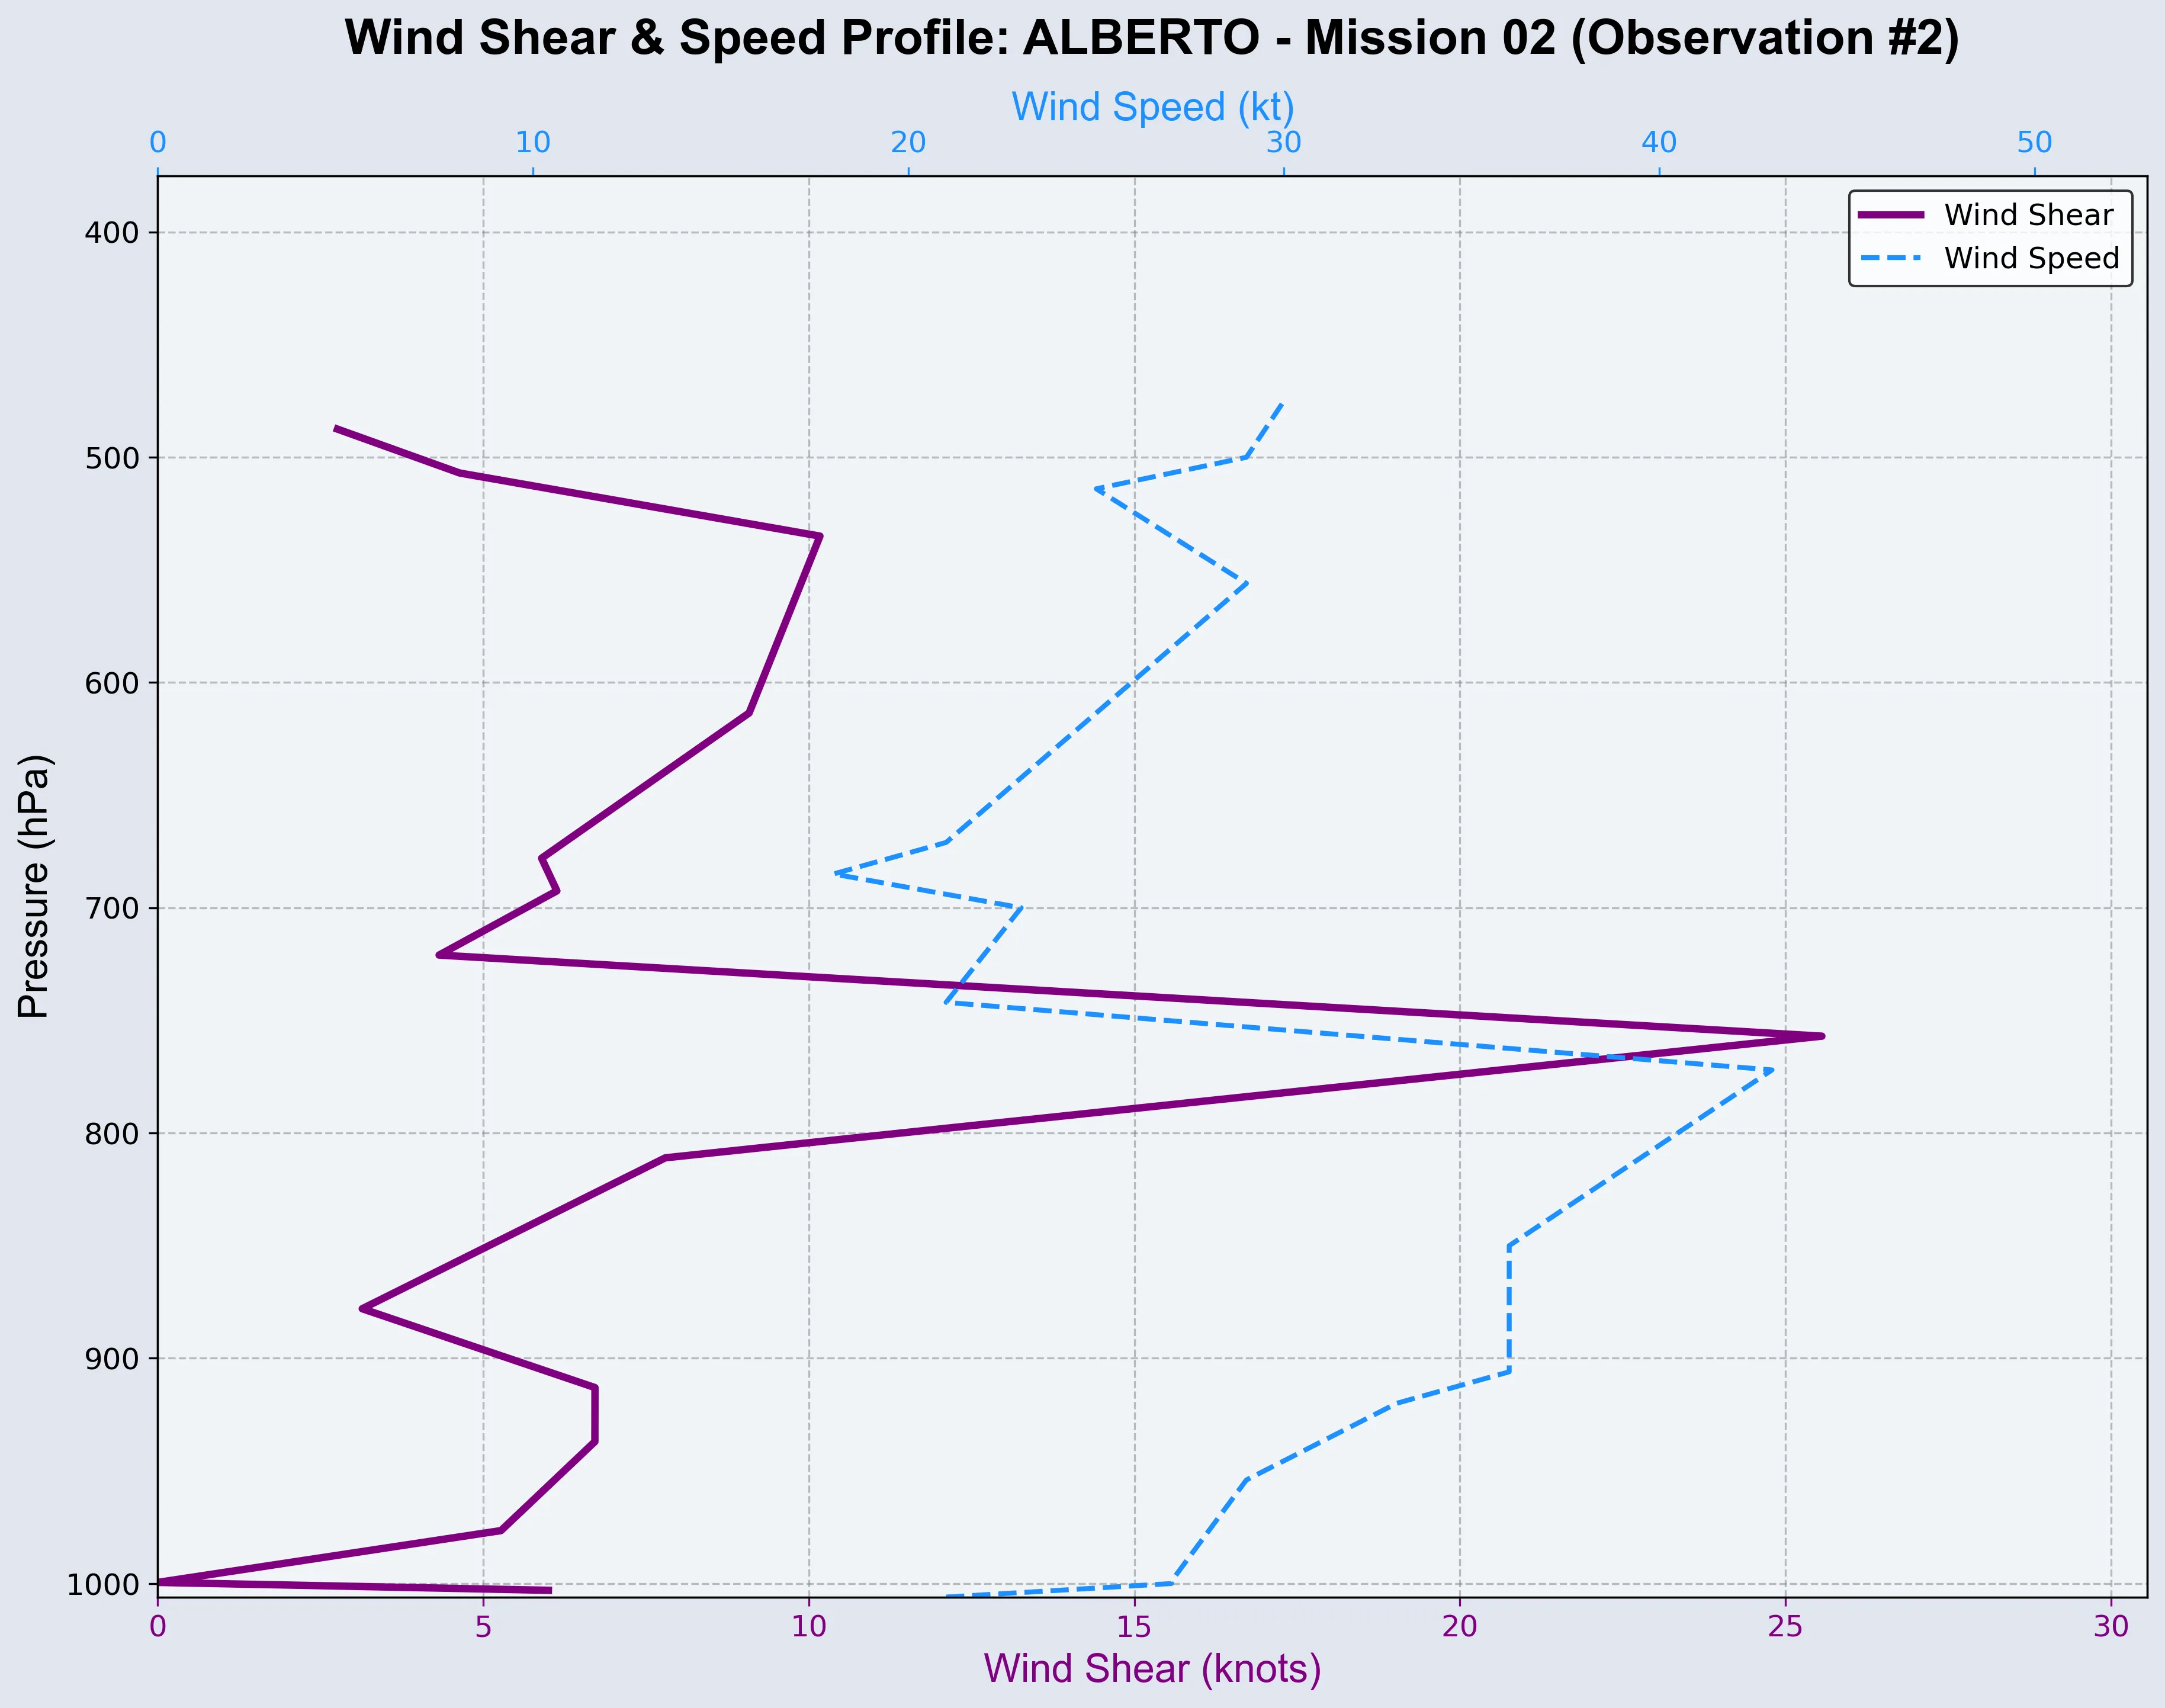 Wind Shear & Speed Profile: ALBERTO - Mission 02 (Observation #2)
Wind Speed (kt)
0 10 20 30 40 50
Wind Shear
Wind Speed
400
500
600
700
800
900
1000
Pressure (hPa)
0 5 10 15 20 25 30
Wind Shear (knots)